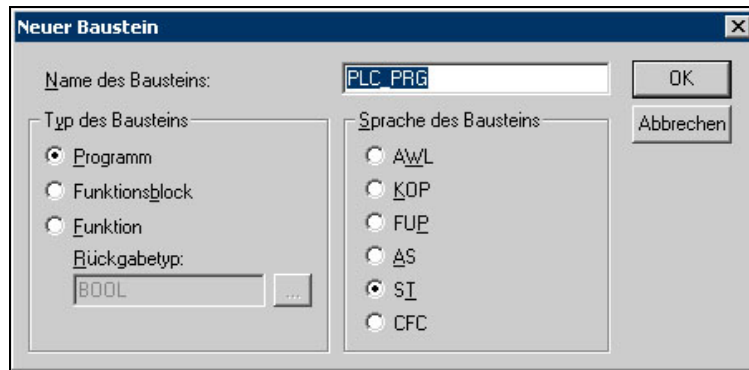 Neuer Baustein
Name des Bausteins:
PLC_PRG
OK
Abbrechen
Typ des Bausteins
Programm
Funktionsblock
Funktion
Rückgabetyp:
BOOL
...
Sprache des Bausteins
AWL
KOP
FUP
AS
ST
CFC